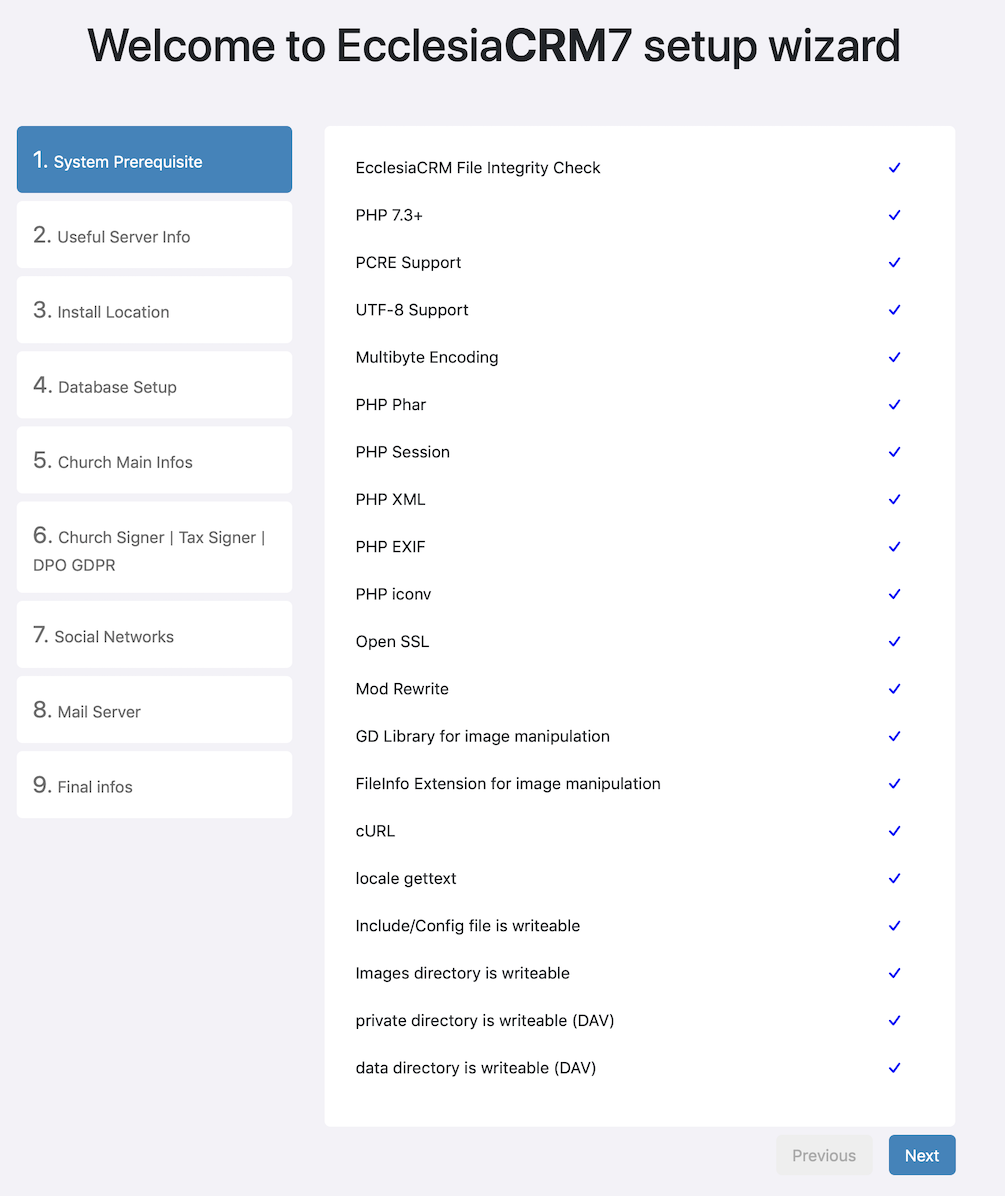 Welcome to EcclesiaCRM7 setup wizard
1. System Prerequisite
2. Useful Server Info
3. Install Location
4. Database Setup
5. Church Main Infos
6. Church Signer | Tax Signer |
DPO GDPR
7. Social Networks
8. Mail Server
9. Final infos
EcclesiaCRM File Integrity Check
PHP 7.3+
PCRE Support
UTF-8 Support
Multibyte Encoding
PHP Phar
PHP Session
PHP XML
PHP EXIF
PHP iconv
Open SSL
Mod Rewrite
GD Library for image manipulation
FileInfo Extension for image manipulation
cURL
locale gettext
Include/Config file is writeable
Images directory is writeable
private directory is writeable (DAV)
data directory is writeable (DAV)
Previous
Next